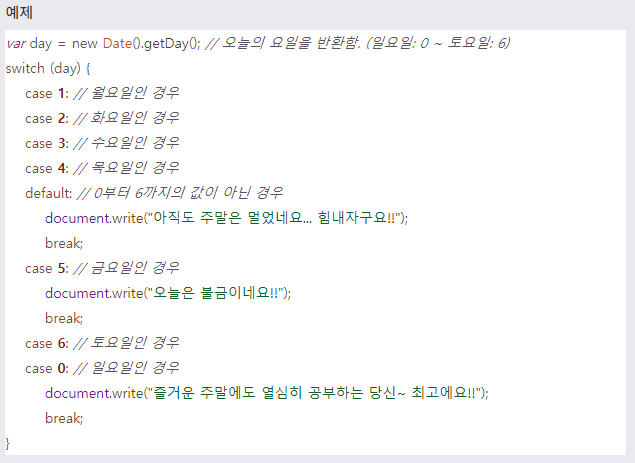 예제
var day = new Date().getDay(); // 오늘의 요일을 반환함. (일요일: 0 ~ 토요일: 6)
switch (day) {
case 1: // 월요일인 경우
case 2: // 화요일인 경우
case 3: // 수요일인 경우
case 4: // 목요일인 경우
default: // 0부터 6까지의 값이 아닌 경우
document.write("아직도 주말은 멀었네요... 힘내자구요!!");
break;
case 5: // 금요일인 경우
document.write("오늘은 불금이네요!!");
break;
case 6: // 토요일인 경우
case 0: // 일요일인 경우
document.write("즐거운 주말에도 열심히 공부하는 당신~ 최고에요!!");
break;
}